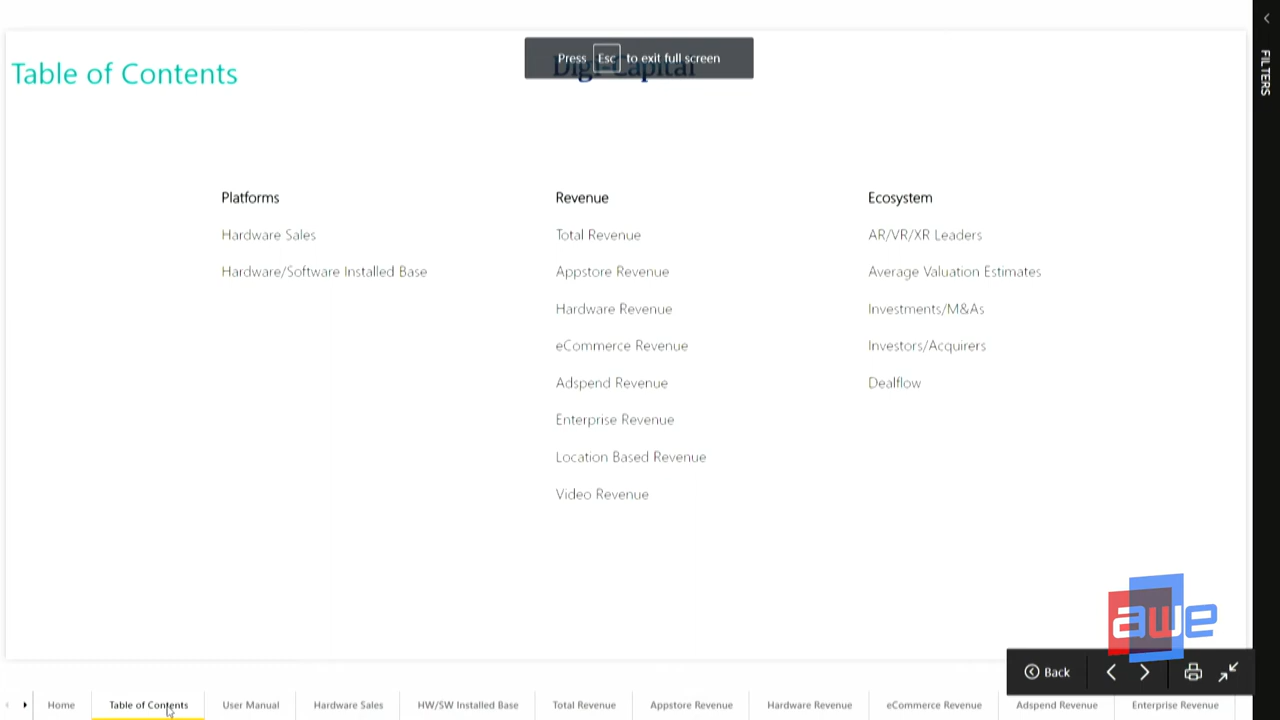 Table of Contents
Press Esc to exit full screen
Digi-Capital
FILTERS
Platforms
Hardware Sales
Hardware/Software Installed Base
Revenue
Total Revenue
Appstore Revenue
Hardware Revenue
eCommerce Revenue
Adspend Revenue
Enterprise Revenue
Location Based Revenue
Video Revenue
Ecosystem
AR/VR/XR Leaders
Average Valuation Estimates
Investments/M&As
Investors/Acquirers
Dealflow
awe
Back
Home Table of Contents User Manual Hardware Sales HW/SW Installed Base Total Revenue Appstore Revenue Hardware Revenue eCommerce Revenue Adspend Revenue Enterprise Revenue